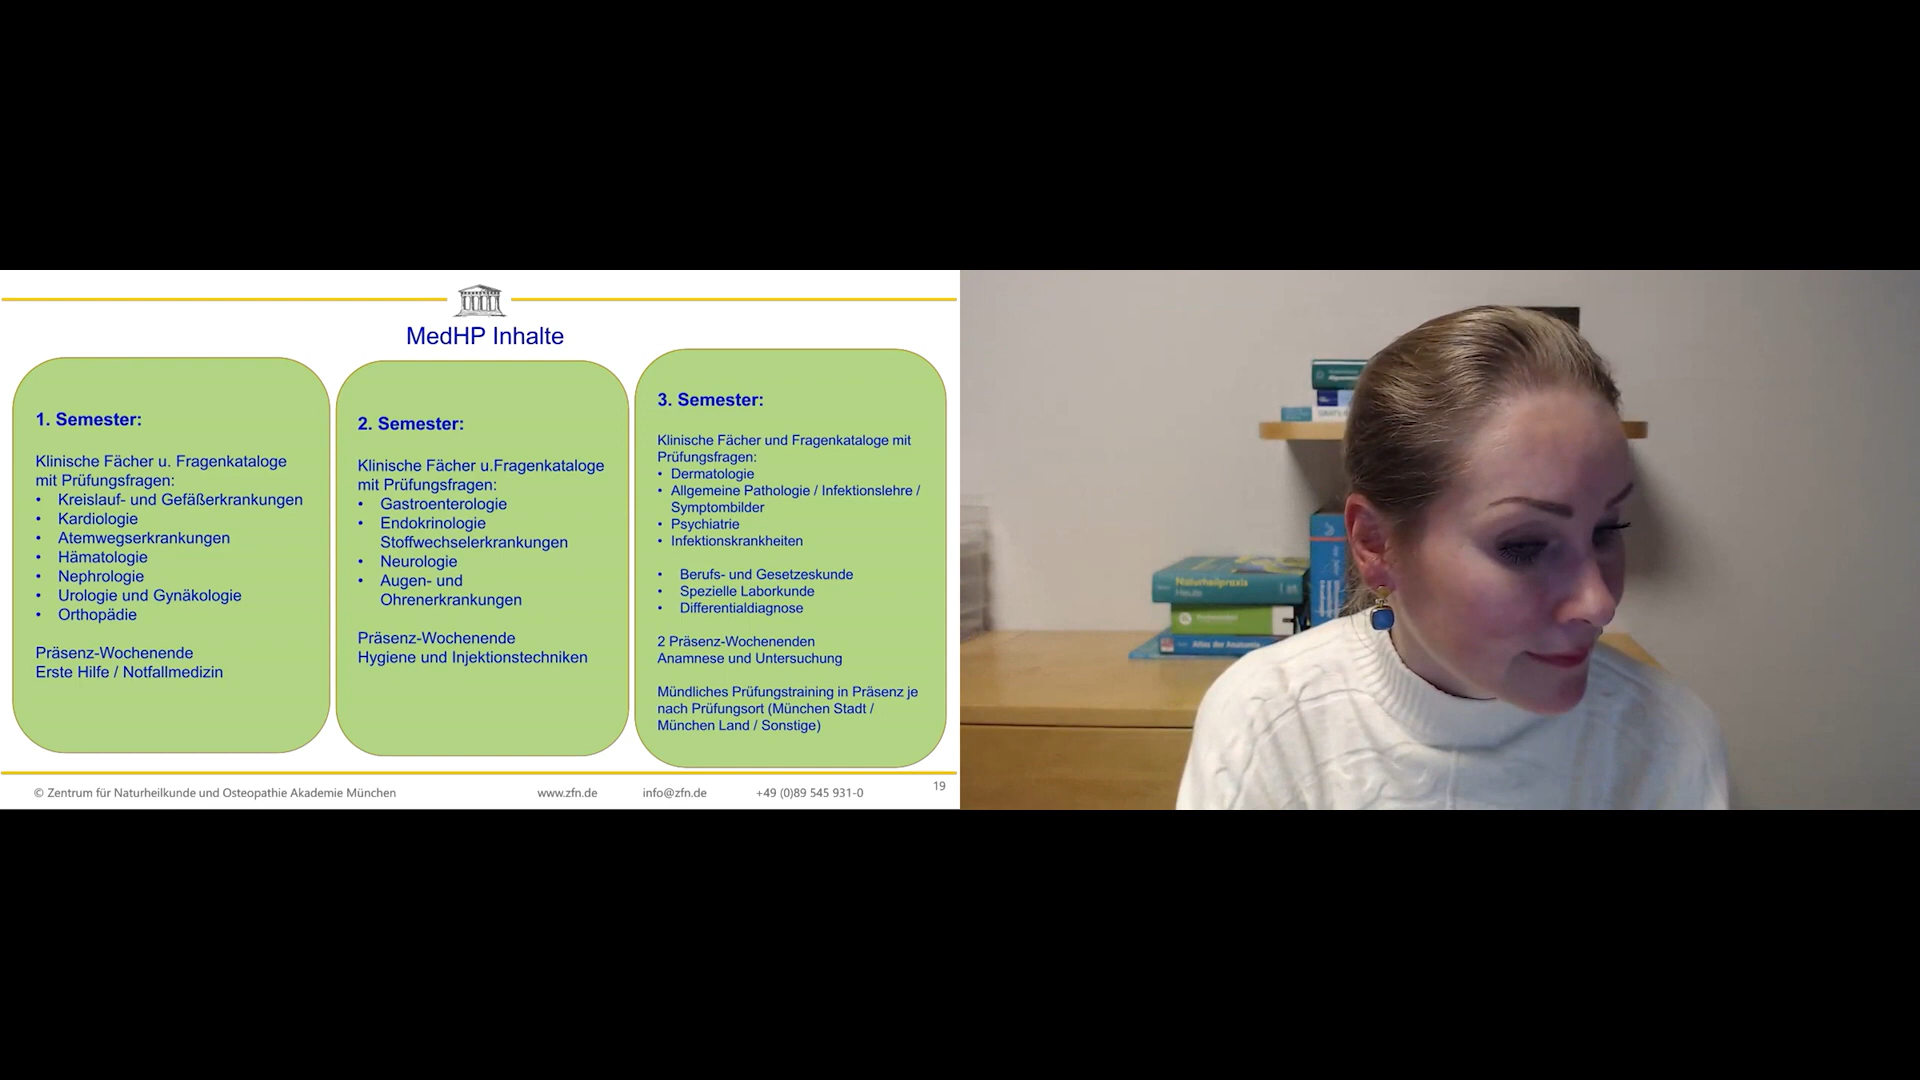 MedHP Inhalte
1. Semester:
Klinische Fächer u. Fragenkataloge
mit Prüfungsfragen:
• Kreislauf- und Gefäßerkrankungen
• Kardiologie
• Atemwegserkrankungen
• Hämatologie
• Nephrologie
• Urologie und Gynäkologie
• Orthopädie
Präsenz-Wochenende
Erste Hilfe / Notfallmedizin
2. Semester:
Klinische Fächer u.Fragenkataloge
mit Prüfungsfragen:
• Gastroenterologie
• Endokrinologie
Stoffwechselerkrankungen
• Neurologie
• Augen- und
Ohrenerkrankungen
Präsenz-Wochenende
Hygiene und Injektionstechniken
3. Semester:
Klinische Fächer und Fragenkataloge mit
Prüfungsfragen:
• Dermatologie
• Allgemeine Pathologie / Infektionslehre /
Symptombilder
• Psychiatrie
• Infektionskrankheiten
• Berufs- und Gesetzeskunde
• Spezielle Laborkunde
• Differentialdiagnose
2 Präsenz-Wochenenden
Anamnese und Untersuchung
Mündliches Prüfungstraining in Präsenz je
nach Prüfungsort (München Stadt /
München Land / Sonstige)
© Zentrum für Naturheilkunde und Osteopathie Akademie München
www.zfn.de
info@zfn.de
+49 (0)89 545 931-0
19
Naturheilpraxis
Heute
Atlas der Anatomie